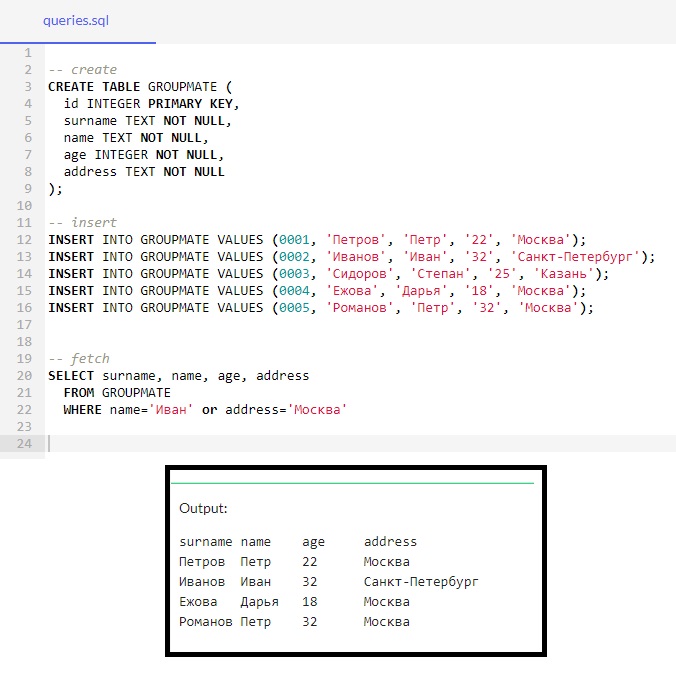 queries.sql
1
2 -- create
3 CREATE TABLE GROUPMATE (
4 id INTEGER PRIMARY KEY,
5 surname TEXT NOT NULL,
6 name TEXT NOT NULL,
7 age INTEGER NOT NULL,
8 address TEXT NOT NULL
9 );
10
11 -- insert
12 INSERT INTO GROUPMATE VALUES (0001, 'Петров', 'Петр', '22', 'Москва');
13 INSERT INTO GROUPMATE VALUES (0002, 'Иванов', 'Иван', '32', 'Санкт-Петербург');
14 INSERT INTO GROUPMATE VALUES (0003, 'Сидоров', 'Степан', '25', 'Казань');
15 INSERT INTO GROUPMATE VALUES (0004, 'Ежова', 'Дарья', '18', 'Москва');
16 INSERT INTO GROUPMATE VALUES (0005, 'Романов', 'Петр', '32', 'Москва');
17
18
19 -- fetch
20 SELECT surname, name, age, address
21 FROM GROUPMATE
22 WHERE name='Иван' or address='Москва'
23
24
Output:
surname name age address
Петров Петр 22 Москва
Иванов Иван 32 Санкт-Петербург
Ежова Дарья 18 Москва
Романов Петр 32 Москва